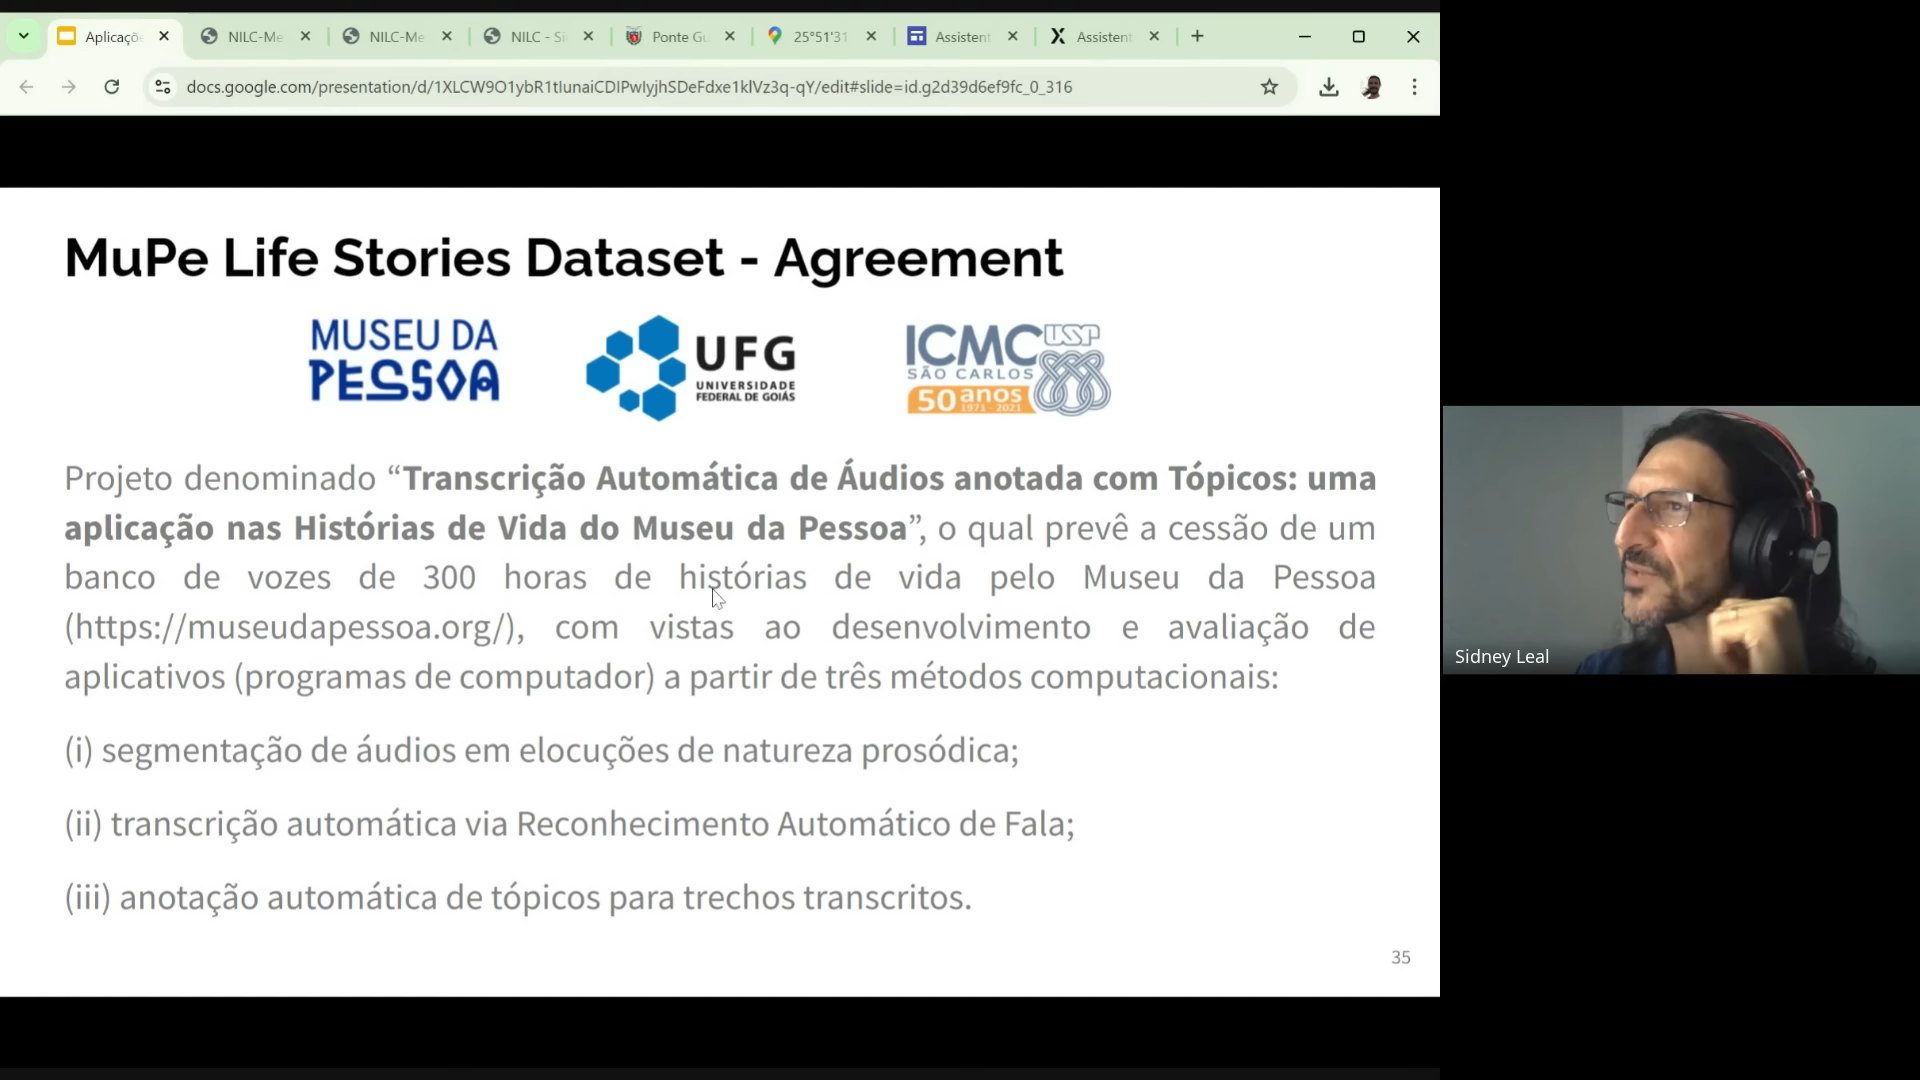 Aplicaçõ
NILC-Me
NILC-Me
NILC - Si
Ponte Gu
25°51'31
Assistent
Assistent
docs.google.com/presentation/d/1XLCW9O1ybR1tIunaiCDIPwIyjhSDeFdxe1klVz3q-qY/edit#slide=id.g2d39d6ef9fc_0_316
MuPe Life Stories Dataset - Agreement
MUSEU DA
PESSOA
UFG
UNIVERSIDADE
FEDERAL DE GOIÁS
ICMC USP
SÃO CARLOS
50 anos
1971 - 2021
Projeto denominado “Transcrição Automática de Áudios anotada com Tópicos: uma
aplicação nas Histórias de Vida do Museu da Pessoa”, o qual prevê a cessão de um
banco de vozes de 300 horas de histórias de vida pelo Museu da Pessoa
(https://museudapessoa.org/), com vistas ao desenvolvimento e avaliação de
aplicativos (programas de computador) a partir de três métodos computacionais:
(i) segmentação de áudios em elocuções de natureza prosódica;
(ii) transcrição automática via Reconhecimento Automático de Fala;
(iii) anotação automática de tópicos para trechos transcritos.
35
Sidney Leal